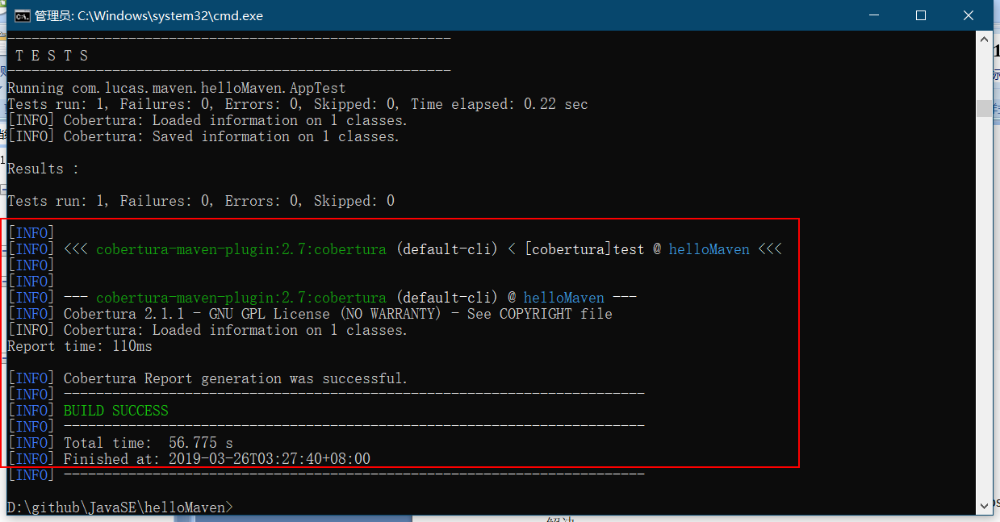 管理员: C:\Windows\system32\cmd.exe
-------------------------------------------------------
T E S T S
-------------------------------------------------------
Running com.lucas.maven.helloMaven.AppTest
Tests run: 1, Failures: 0, Errors: 0, Skipped: 0, Time elapsed: 0.22 sec
[INFO] Cobertura: Loaded information on 1 classes.
[INFO] Cobertura: Saved information on 1 classes.
Results :
Tests run: 1, Failures: 0, Errors: 0, Skipped: 0
[INFO]
[INFO] <<< cobertura-maven-plugin:2.7:cobertura (default-cli) < [cobertura]test @ helloMaven <<<
[INFO]
[INFO]
[INFO] --- cobertura-maven-plugin:2.7:cobertura (default-cli) @ helloMaven ---
[INFO] Cobertura 2.1.1 - GNU GPL License (NO WARRANTY) - See COPYRIGHT file
[INFO] Cobertura: Loaded information on 1 classes.
Report time: 110ms
[INFO] Cobertura Report generation was successful.
[INFO] ------------------------------------------------------------------------
[INFO] BUILD SUCCESS
[INFO] ------------------------------------------------------------------------
[INFO] Total time:  56.775 s
[INFO] Finished at: 2019-03-26T03:27:40+08:00
[INFO] ------------------------------------------------------------------------
D:\github\JavaSE\helloMaven>